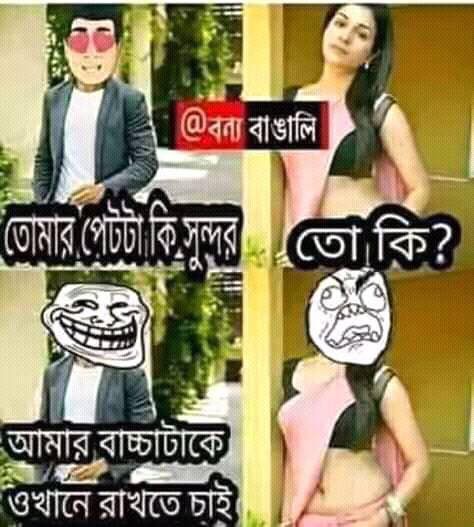 @বন্য বাঙালি
তোমার পেটটা কি সুন্দর
তো কি?
আমার বাচ্চাটাকে
ওখানে রাখতে চাই